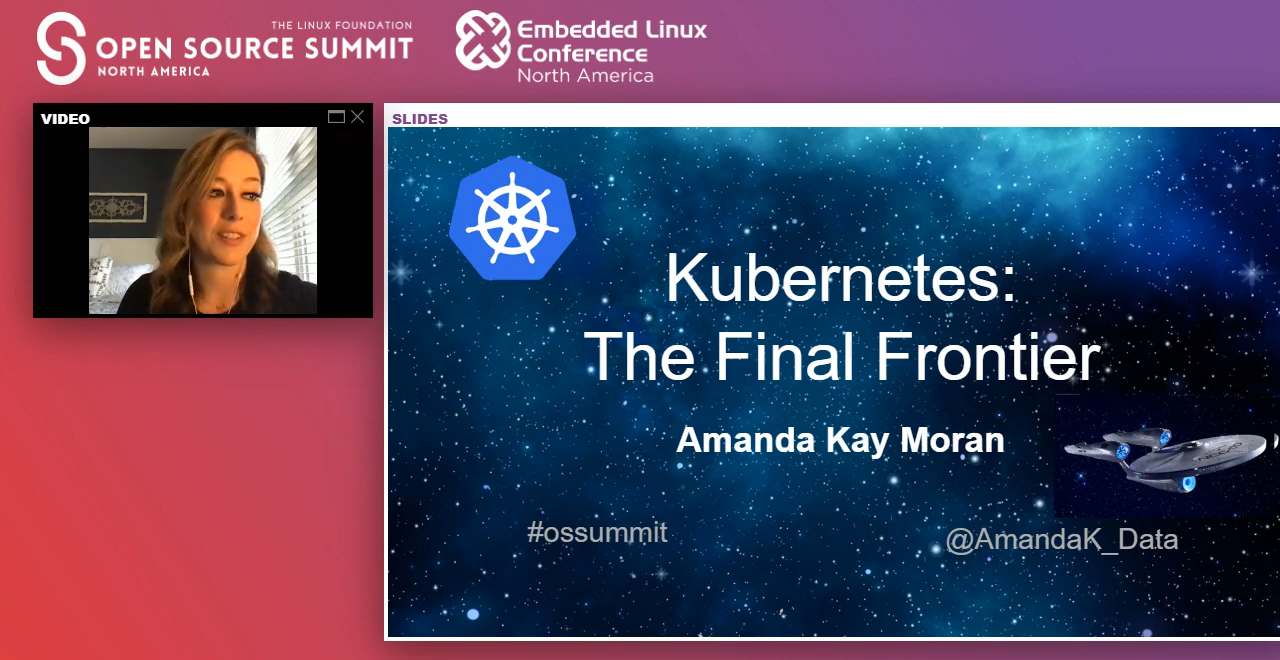 THE LINUX FOUNDATION
OPEN SOURCE SUMMIT
NORTH AMERICA
Embedded Linux
Conference
North America
VIDEO
SLIDES
Kubernetes:
The Final Frontier
Amanda Kay Moran
#ossummit
@AmandaK_Data